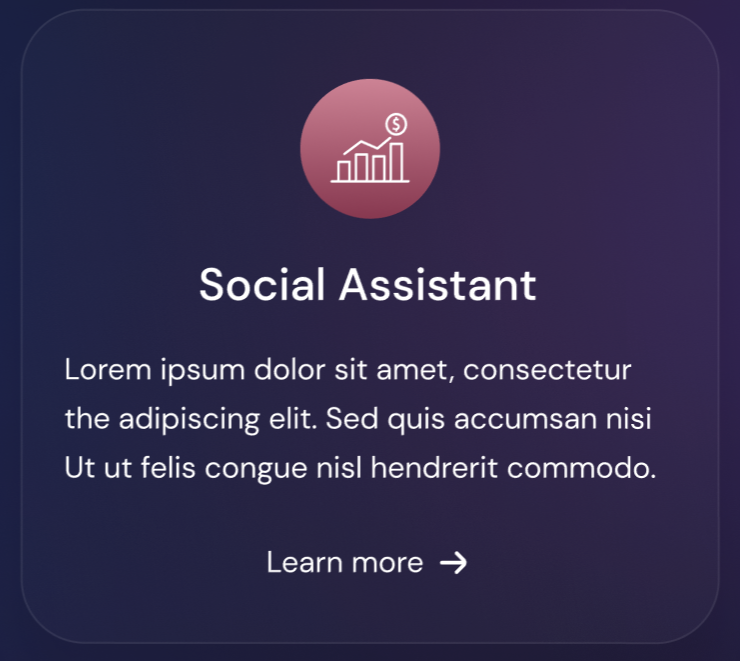 $
Social Assistant
Lorem ipsum dolor sit amet, consectetur
the adipiscing elit. Sed quis accumsan nisi
Ut ut felis congue nisl hendrerit commodo.
Learn more →